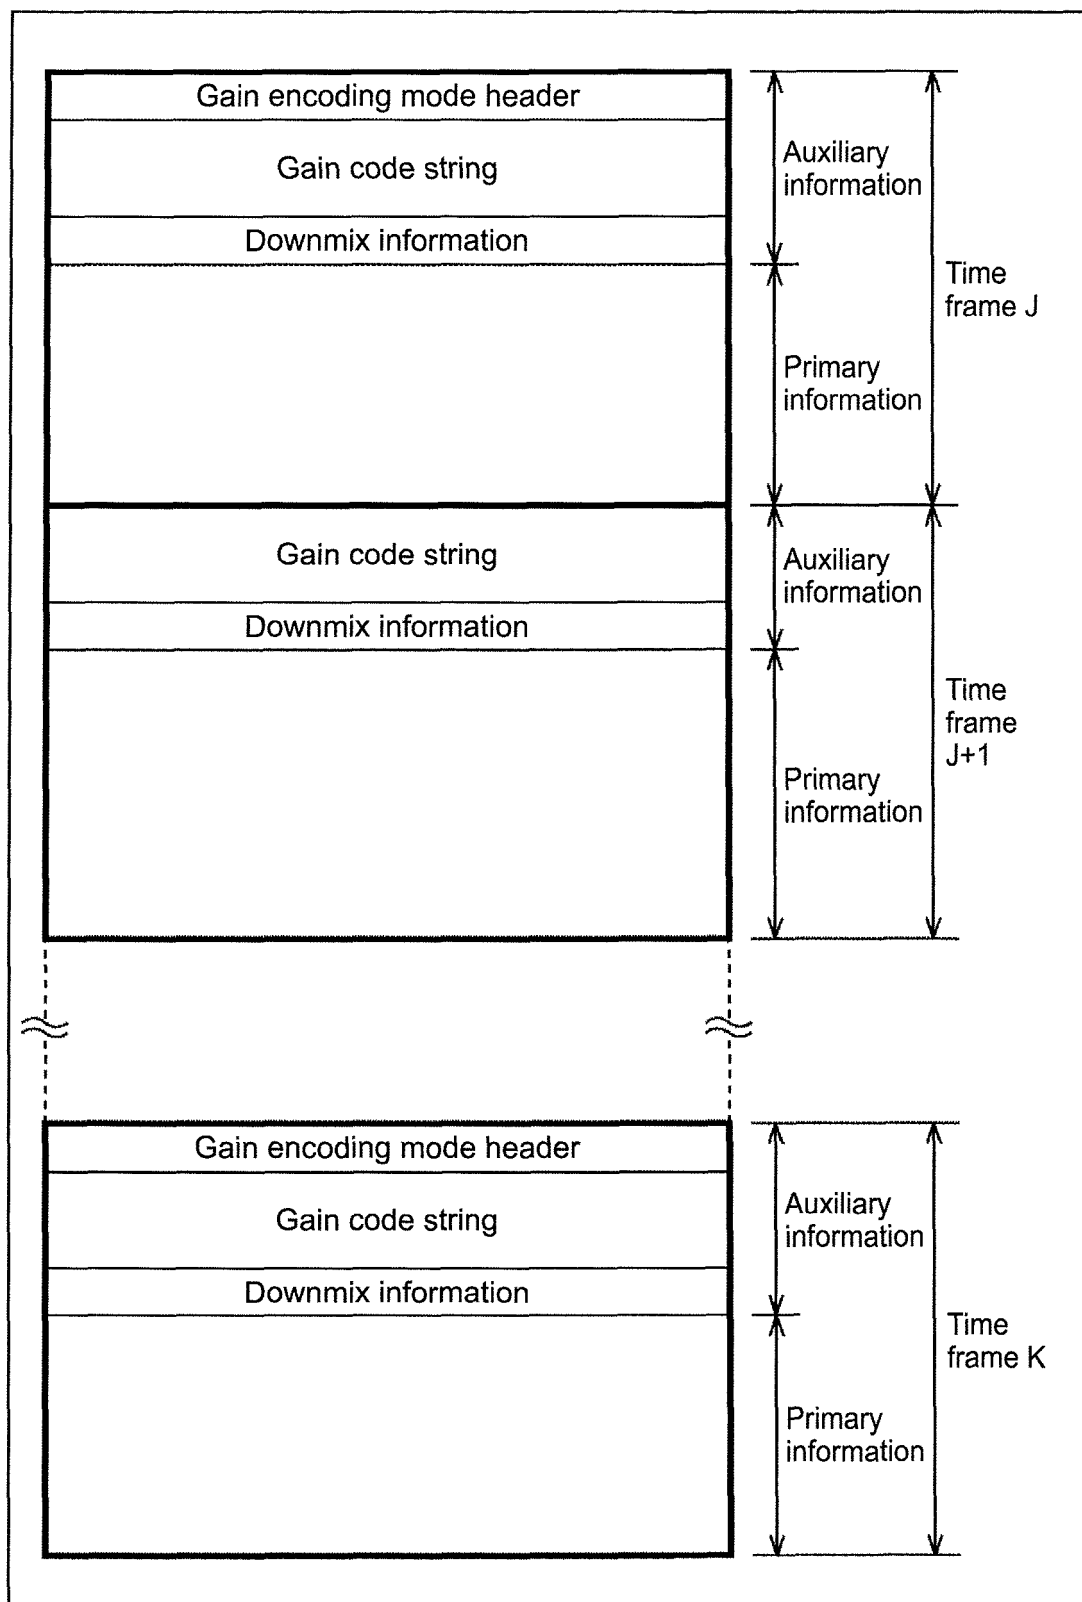 Gain encoding mode header
Gain code string
Downmix information
Auxiliary
information
Primary
information
Time
frame J
Gain code string
Downmix information
Auxiliary
information
Primary
information
Time
frame
J+1
Gain encoding mode header
Gain code string
Downmix information
Auxiliary
information
Primary
information
Time
frame K